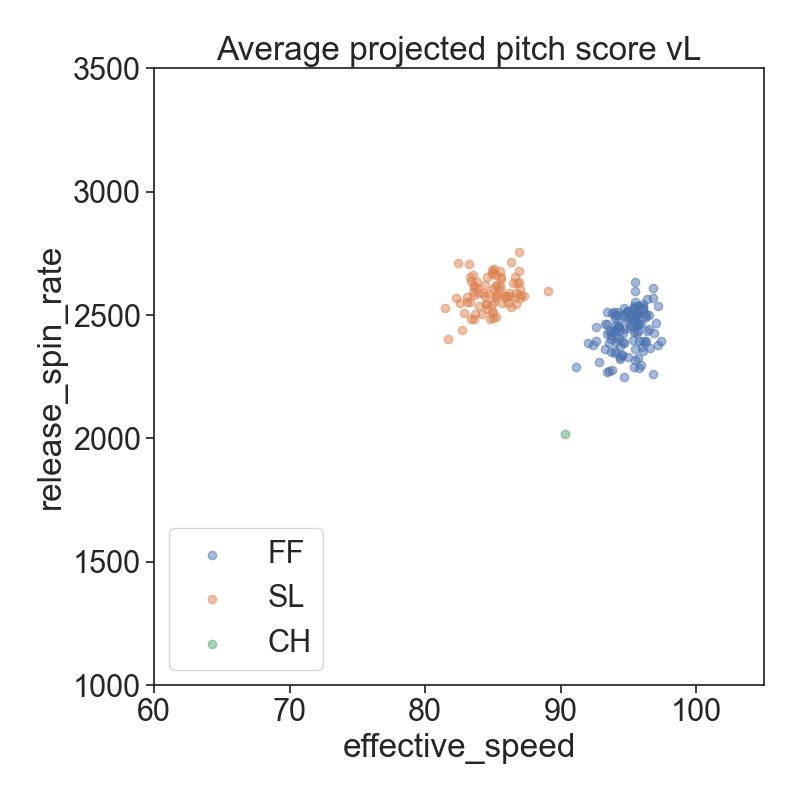 Average projected pitch score vL
3500
3000
2500
2000
1500
1000
release_spin_rate
FF
SL
CH
60 70 80 90 100
effective_speed